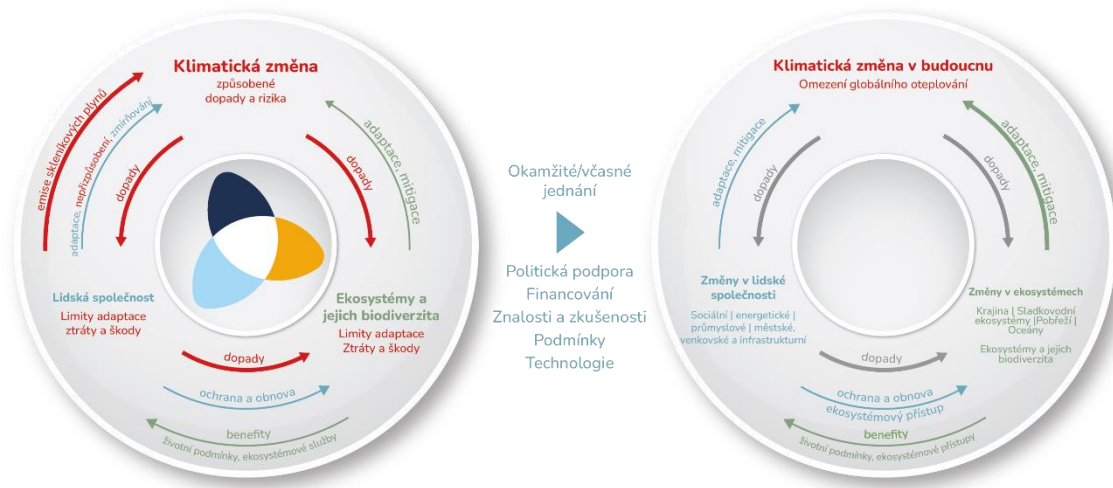 Klimatická změna
způsobené
dopady a rizika
emise skleníkových plynů
adaptace, nepřizpůsobení, zmírňování
dopady
dopady
adaptace, mitigace
Lidská společnost
Limity adaptace
ztráty a škody
Ekosystémy a
jejich biodiverzita
Limity adaptace
Ztráty a škody
dopady
ochrana a obnova
benefity
životní podmínky, ekosystémové služby
Okamžité/včasné
jednání
Politická podpora
Financování
Znalosti a zkušenosti
Podmínky
Technologie
Klimatická změna v budoucnu
Omezení globálního oteplování
adaptace, mitigace
dopady
dopady
adaptace, mitigace
Změny v lidské
společnosti
Sociální | energetické |
průmyslové | městské,
venkovské a infrastrukturní
Změny v ekosystémech
Krajina | Sladkovodní
ekosystémy |Pobřeží |
Oceány
Ekosystémy a jejich
biodiverzita
dopady
ochrana a obnova
ekosystémový přístup
benefity
životní podmínky, ekosystémové přístupy